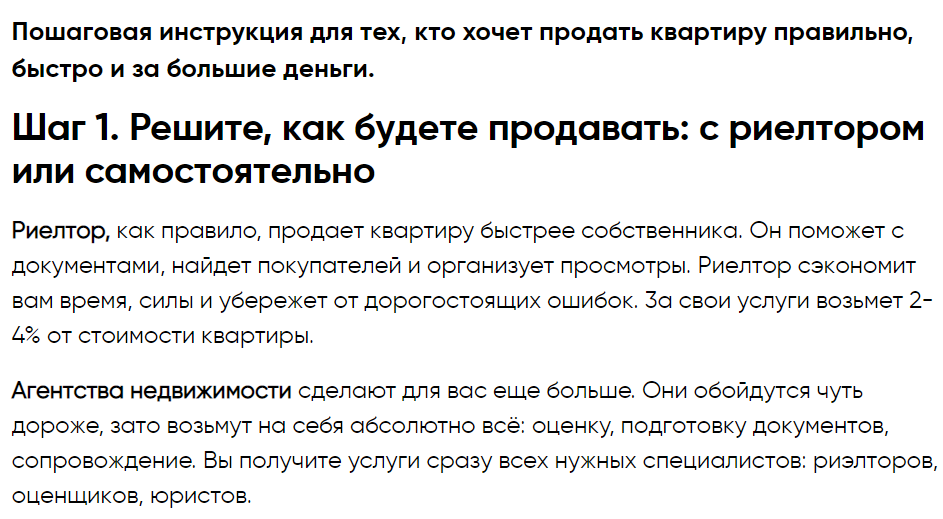 Пошаговая инструкция для тех, кто хочет продать квартиру правильно,
быстро и за большие деньги.
Шаг 1. Решите, как будете продавать: с риелтором
или самостоятельно
Риелтор, как правило, продает квартиру быстрее собственника. Он поможет с
документами, найдет покупателей и организует просмотры. Риелтор сэкономит
вам время, силы и убережет от дорогостоящих ошибок. За свои услуги возьмет 2-
4% от стоимости квартиры.
Агентства недвижимости сделают для вас еще больше. Они обойдутся чуть
дороже, зато возьмут на себя абсолютно всё: оценку, подготовку документов,
сопровождение. Вы получите услуги сразу всех нужных специалистов: риэлторов,
оценщиков, юристов.